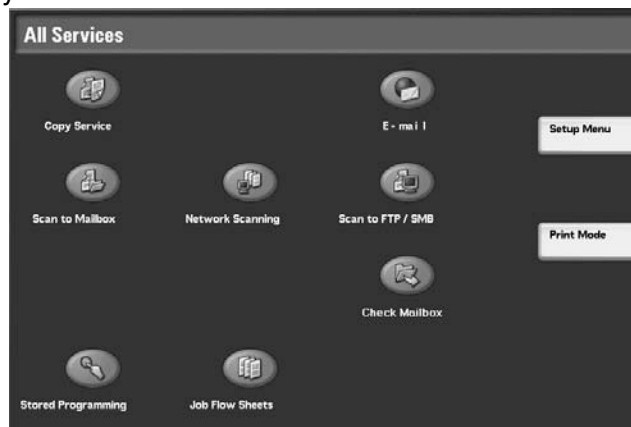 y
All Services
Copy Service
E-mail
Setup Menu
Scan to Mailbox
Network Scanning
Scan to FTP / SMB
Print Mode
Check Mailbox
Stored Programming
Job Flow Sheets